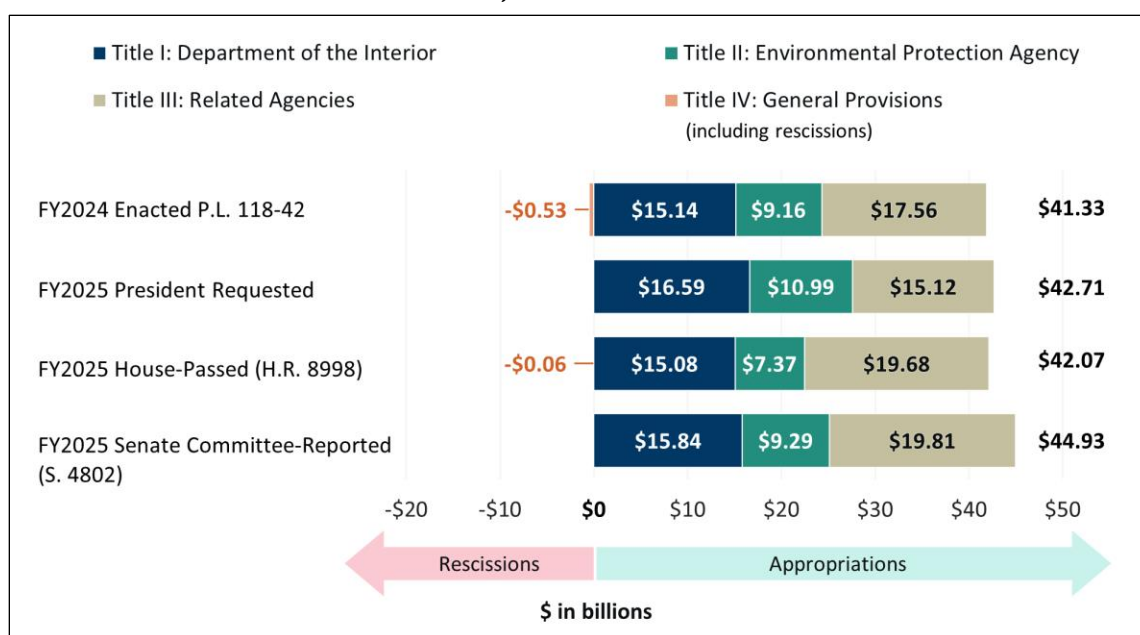 Title I: Department of the Interior
Title II: Environmental Protection Agency
Title III: Related Agencies
Title IV: General Provisions
(including rescissions)
FY2024 Enacted P.L. 118-42
-$0.53
$15.14
$9.16
$17.56
$41.33
FY2025 President Requested
$16.59
$10.99
$15.12
$42.71
FY2025 House-Passed (H.R. 8998)
-$0.06
$15.08
$7.37
$19.68
$42.07
FY2025 Senate Committee-Reported
(S. 4802)
$15.84
$9.29
$19.81
$44.93
-$20
-$10
$0
$10
$20
$30
$40
$50
Rescissions
Appropriations
$ in billions